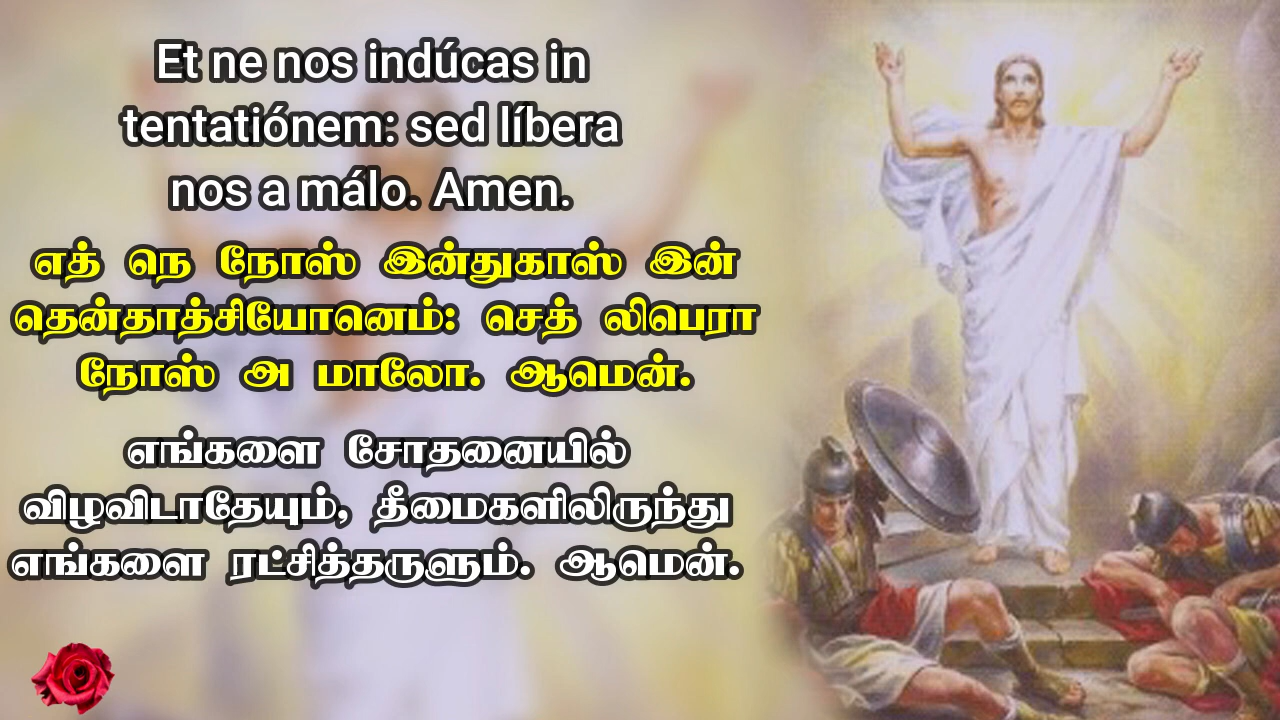 Et ne nos indúcas in
tentatiónem: sed líbera
nos a málo. Amen.
எத் நெ நோஸ் இன்துகாஸ் இன்
தென்தாத்சியோனெம்: செத் லிபெரா
நோஸ் அ மாலோ. ஆமென்.
எங்களை சோதனையில்
விழவிடாதேயும், தீமைகளிலிருந்து
எங்களை ரட்சித்தருளும். ஆமென்.